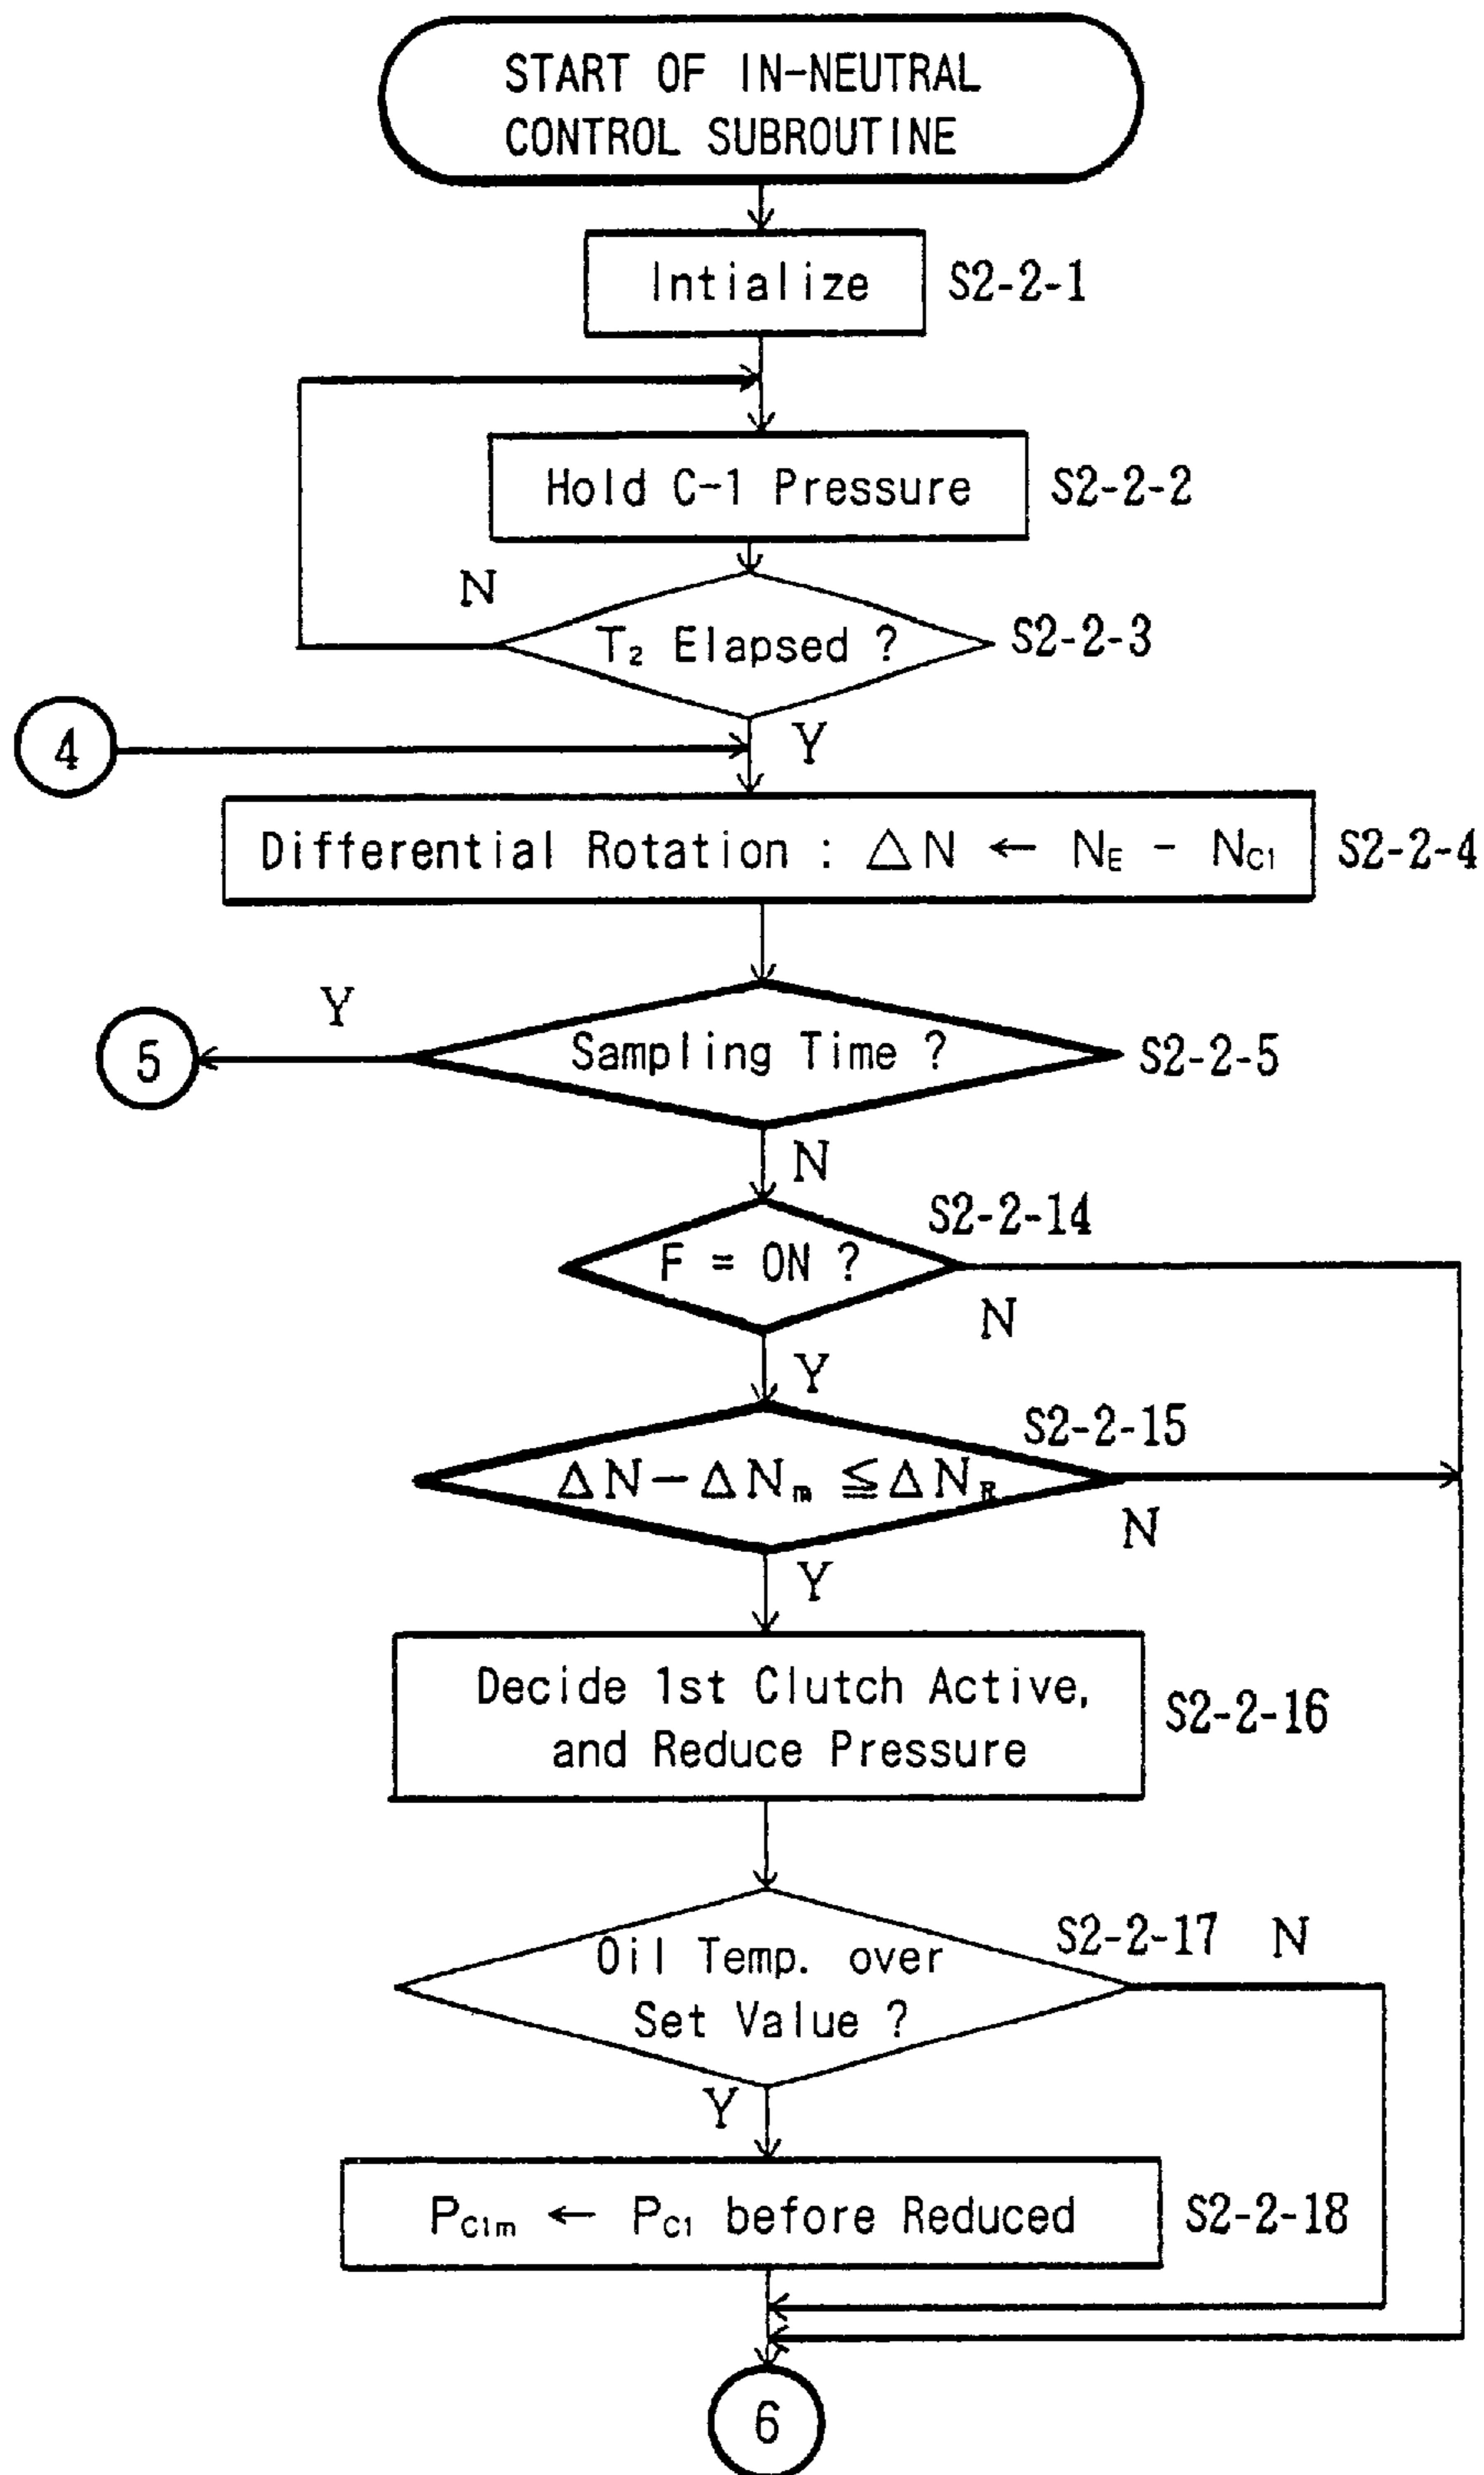 START OF IN-NEUTRAL
CONTROL SUBROUTINE
Intialize
S2-2-1
Hold C-1 Pressure
S2-2-2
N
T₂ Elapsed ?
S2-2-3
Y
4
Differential Rotation : △N ← N_E - N_C1
S2-2-4
Y
Sampling Time ?
S2-2-5
5
N
S2-2-14
F = ON ?
N
Y
S2-2-15
ΔN-ΔN_m ≦ ΔN_R
N
Y
Decide 1st Clutch Active,
and Reduce Pressure
S2-2-16
S2-2-17
N
Oil Temp. over
Set Value ?
Y
P_C1m ← P_C1 before Reduced
S2-2-18
6